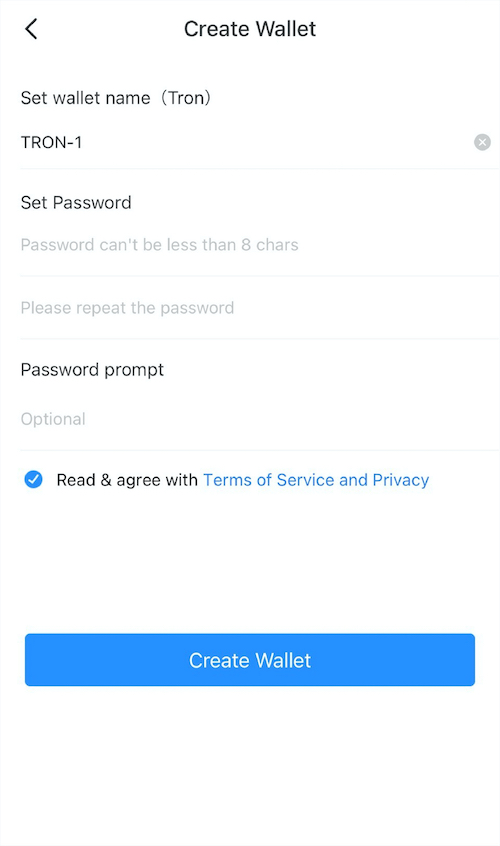 Create Wallet
Set wallet name（Tron）
TRON-1
Set Password
Password can't be less than 8 chars
Please repeat the password
Password prompt
Optional
Read & agree with Terms of Service and Privacy
Create Wallet